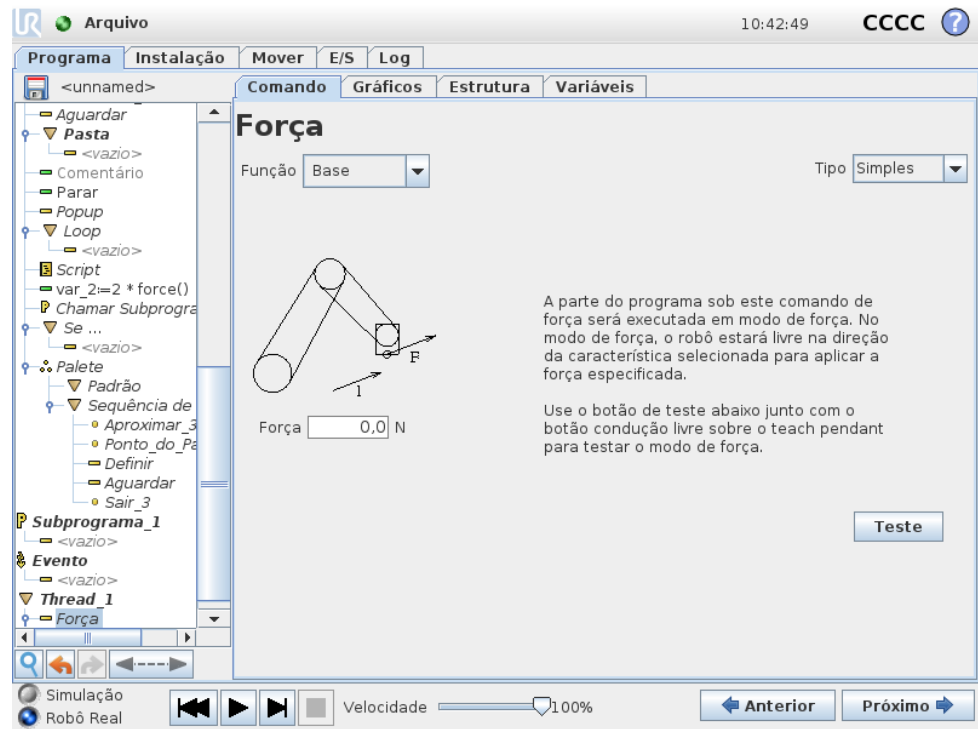 UR Arquivo 10:42:49 CCCC ?
Programa Instalação Mover E/S Log
<unnamed>
Comando Gráficos Estrutura Variáveis
Aguardar
Pasta
<vazio>
Comentário
Parar
Popup
Loop
<vazio>
Script
var_2:=2 * force()
P Chamar Subprogra
Se ...
<vazio>
Palete
Padrão
Sequência de
Aproximar_3
Ponto_do_Pa
Definir
Aguardar
Sair_3
P Subprograma_1
<vazio>
Evento
<vazio>
Thread_1
Força
Força
Função Base
Tipo Simples
F
1
Força 0,0 N
A parte do programa sob este comando de
força será executada em modo de força. No
modo de força, o robô estará livre na direção
da característica selecionada para aplicar a
força especificada.
Use o botão de teste abaixo junto com o
botão condução livre sobre o teach pendant
para testar o modo de força.
Teste
Simulação
Robô Real
Velocidade 100%
Anterior Próximo